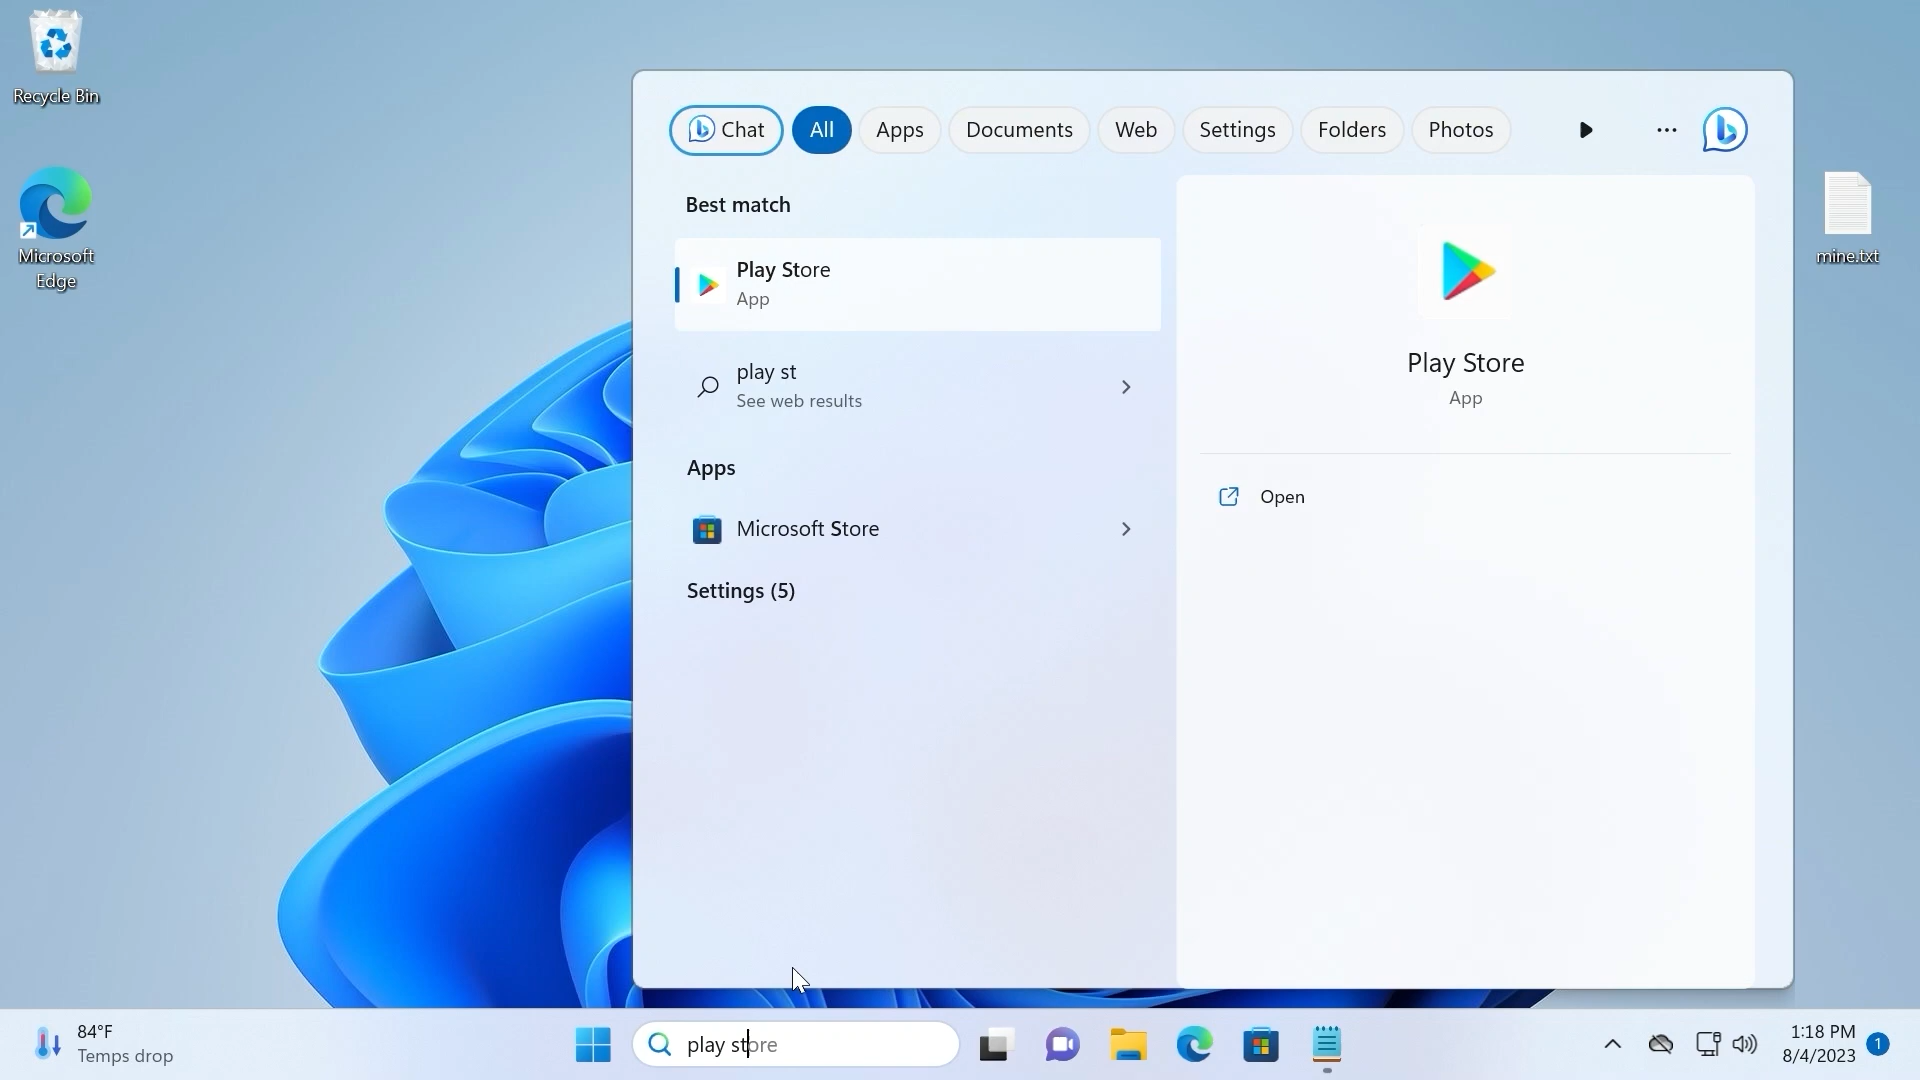 Recycle Bin
Microsoft
Edge
mine.txt
Chat
All
Apps
Documents
Web
Settings
Folders
Photos
Best match
Play Store
App
play st
See web results
Apps
Microsoft Store
Settings (5)
Play Store
App
Open
84°F
Temps drop
play store
1:18 PM
8/4/2023
1